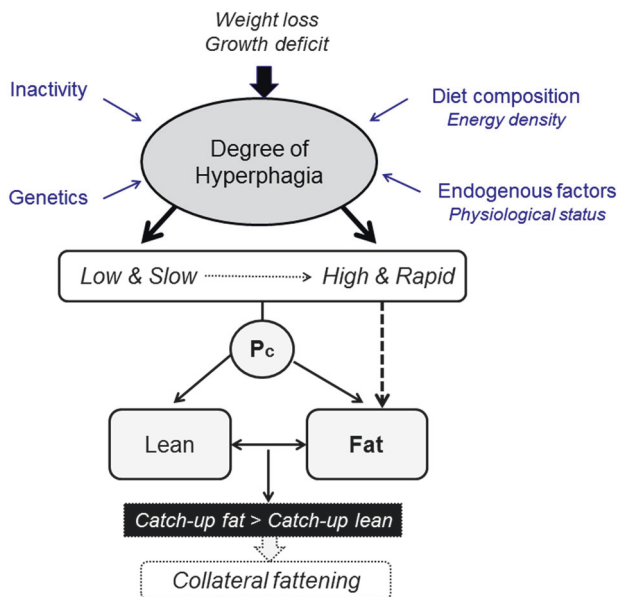 Weight loss
Growth deficit
Inactivity
Diet composition
Energy density
Degree of
Hyperphagia
Genetics
Endogenous factors
Physiological status
Low & Slow
High & Rapid
Pc
Lean
Fat
Catch-up fat > Catch-up lean
Collateral fattening